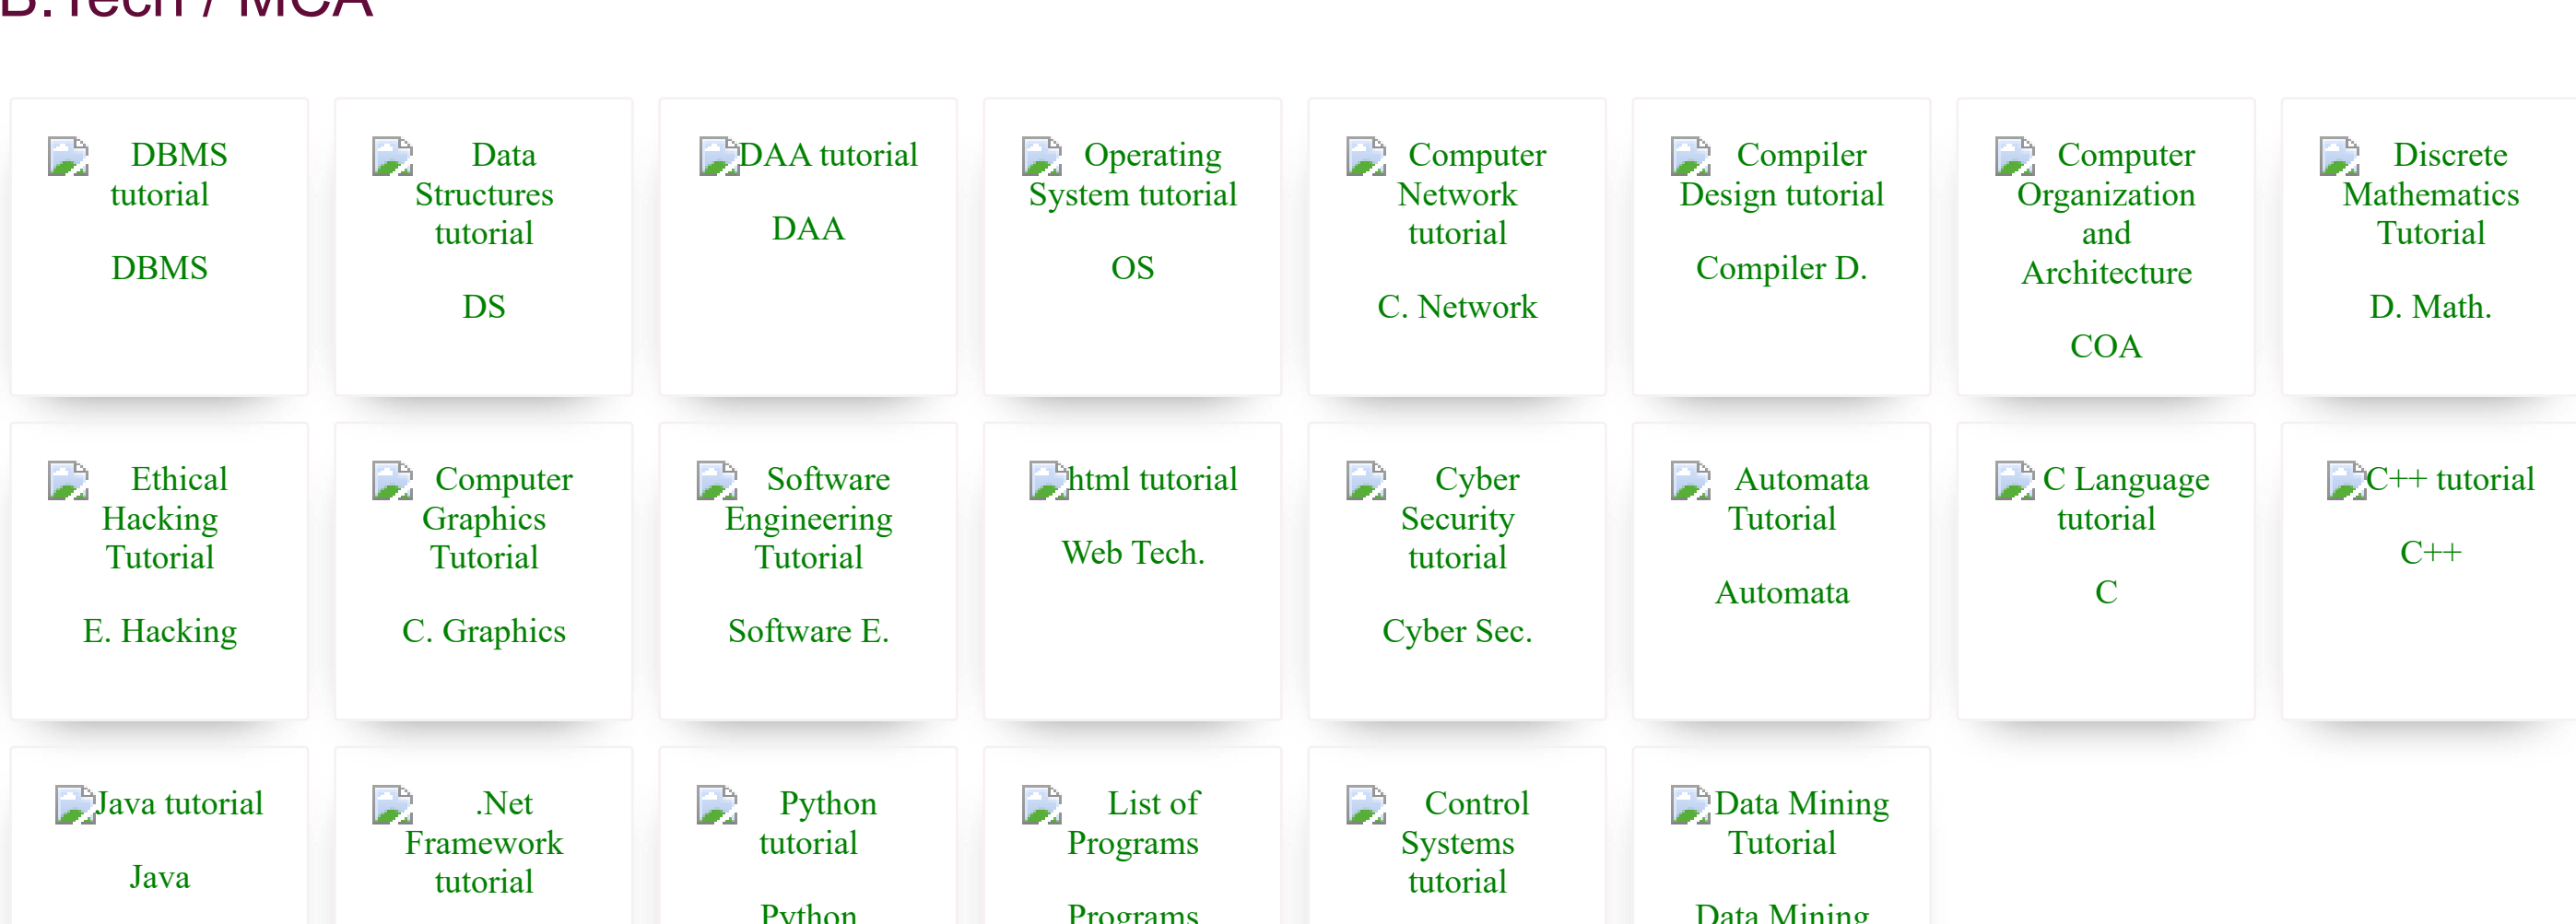 B.Tech / MCA
DBMS
tutorial
DBMS
Data
Structures
tutorial
DS
DAA tutorial
DAA
Operating
System tutorial
OS
Computer
Network
tutorial
C. Network
Compiler
Design tutorial
Compiler D.
Computer
Organization
and
Architecture
COA
Discrete
Mathematics
Tutorial
D. Math.
Ethical
Hacking
Tutorial
E. Hacking
Computer
Graphics
Tutorial
C. Graphics
Software
Engineering
Tutorial
Software E.
html tutorial
Web Tech.
Cyber
Security
tutorial
Cyber Sec.
Automata
Tutorial
Automata
C Language
tutorial
C
C++ tutorial
C++
Java tutorial
Java
.Net
Framework
tutorial
Python
tutorial
Python
List of
Programs
Programs
Control
Systems
tutorial
Data Mining
Tutorial
Data Mining